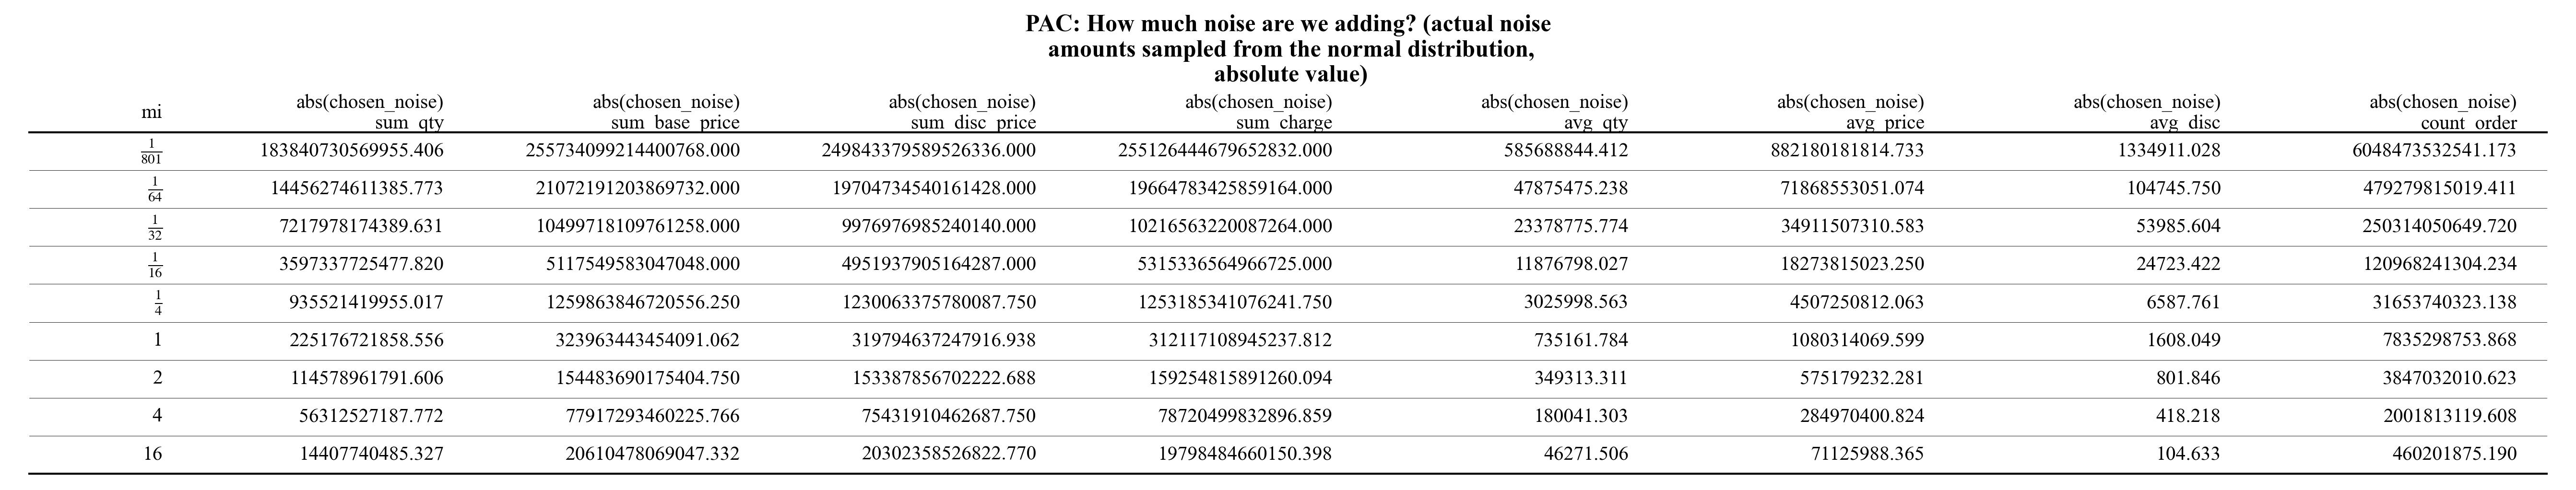 PAC: How much noise are we adding? (actual noise
amounts sampled from the normal distribution,
absolute value)
mi abs(chosen_noise) sum_qty abs(chosen_noise) sum_base_price abs(chosen_noise) sum_disc_price abs(chosen_noise) sum_charge abs(chosen_noise) avg_qty abs(chosen_noise) avg_price abs(chosen_noise) avg_disc abs(chosen_noise) count_order
1/801 183840730569955.406 255734099214400768.000 249843379589526336.000 255126444679652832.000 585688844.412 882180181814.733 1334911.028 6048473532541.173
1/64 14456274611385.773 21072191203869732.000 19704734540161428.000 19664783425859164.000 47875475.238 71868553051.074 104745.750 479279815019.411
1/32 7217978174389.631 10499718109761258.000 9976976985240140.000 10216563220087264.000 23378775.774 34911507310.583 53985.604 250314050649.720
1/16 3597337725477.820 5117549583047048.000 4951937905164287.000 5315336564966725.000 11876798.027 18273815023.250 24723.422 120968241304.234
1/4 935521419955.017 1259863846720556.250 1230063375780087.750 1253185341076241.750 3025998.563 4507250812.063 6587.761 31653740323.138
1 225176721858.556 323963443454091.062 319794637247916.938 312117108945237.812 735161.784 1080314069.599 1608.049 7835298753.868
2 114578961791.606 154483690175404.750 153387856702222.688 159254815891260.094 349313.311 575179232.281 801.846 3847032010.623
4 56312527187.772 77917293460225.766 75431910462687.750 78720499832896.859 180041.303 284970400.824 418.218 2001813119.608
16 14407740485.327 20610478069047.332 20302358526822.770 19798484660150.398 46271.506 71125988.365 104.633 460201875.190